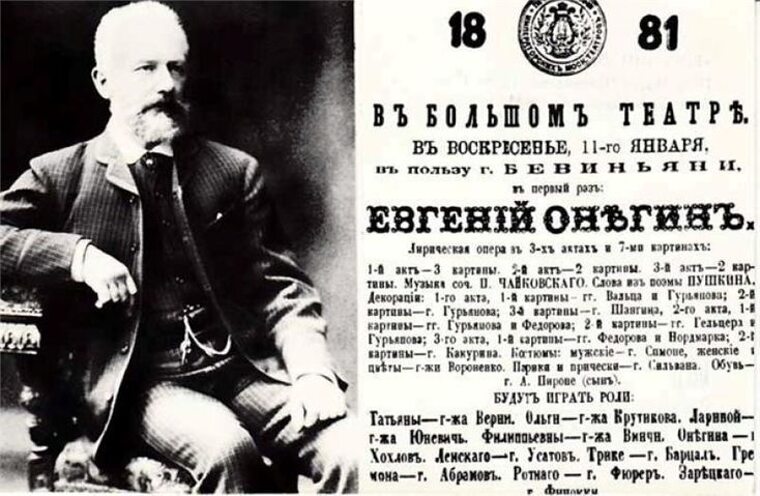 18 81
ВЪ БОЛЬШОМЪ ТЕАТРѢ.
ВЪ ВОСКРЕСЕНЬЕ, 11-го ЯНВАРЯ,
въ пользу г. БЕВИНЬЯНИ,
въ первый разъ:
ЕВГЕНІЙ ОНѢГИНЪ.
Лирическая опера въ 3-хъ актахъ и 7-ми картинахъ:
1-й актъ—3 картины. 2-й актъ—2 картины. 3-й актъ—2 кар-
тины. Музыка соч. П. ЧАЙКОВСКАГО. Слова изъ поэмы ПУШКИНА.
Декораціи: 1-го акта, 1-й картины—гг. Вальца и Гурьянова; 2-й
картины—г. Гурьянова; 3-й картины—г. Шангина, 2-го акта, 1-й
картины—гг. Гурьянова и Федорова; 2-й картины—гг. Гельцера и
Гурьянова; 3-го акта, 1-й картины—гг. Федорова и Нордмарка; 2-й
картины—г. Какурина. Костюмы: мужскіе—г. Симоне, женскіе и
цвѣты—г-жи Вороненко. Парики и прически—г. Сильвана. Обувь—
г. А. Пироне (сынъ).
БУДУТЪ ИГРАТЬ РОЛИ:
Татьяны—г-жа Верни. Ольги—г-жа Крутикова. Лариной—
г-жа Юневичъ. Филиппьевны—г-жа Винчи. Онѣгина—г
Хохловъ. Ленскаго—г. Усатовъ. Трике—г. Барцалъ. Гре
мина—г. Абрамовъ. Ротнаго—г. Фюреръ. Зарѣцкаго—